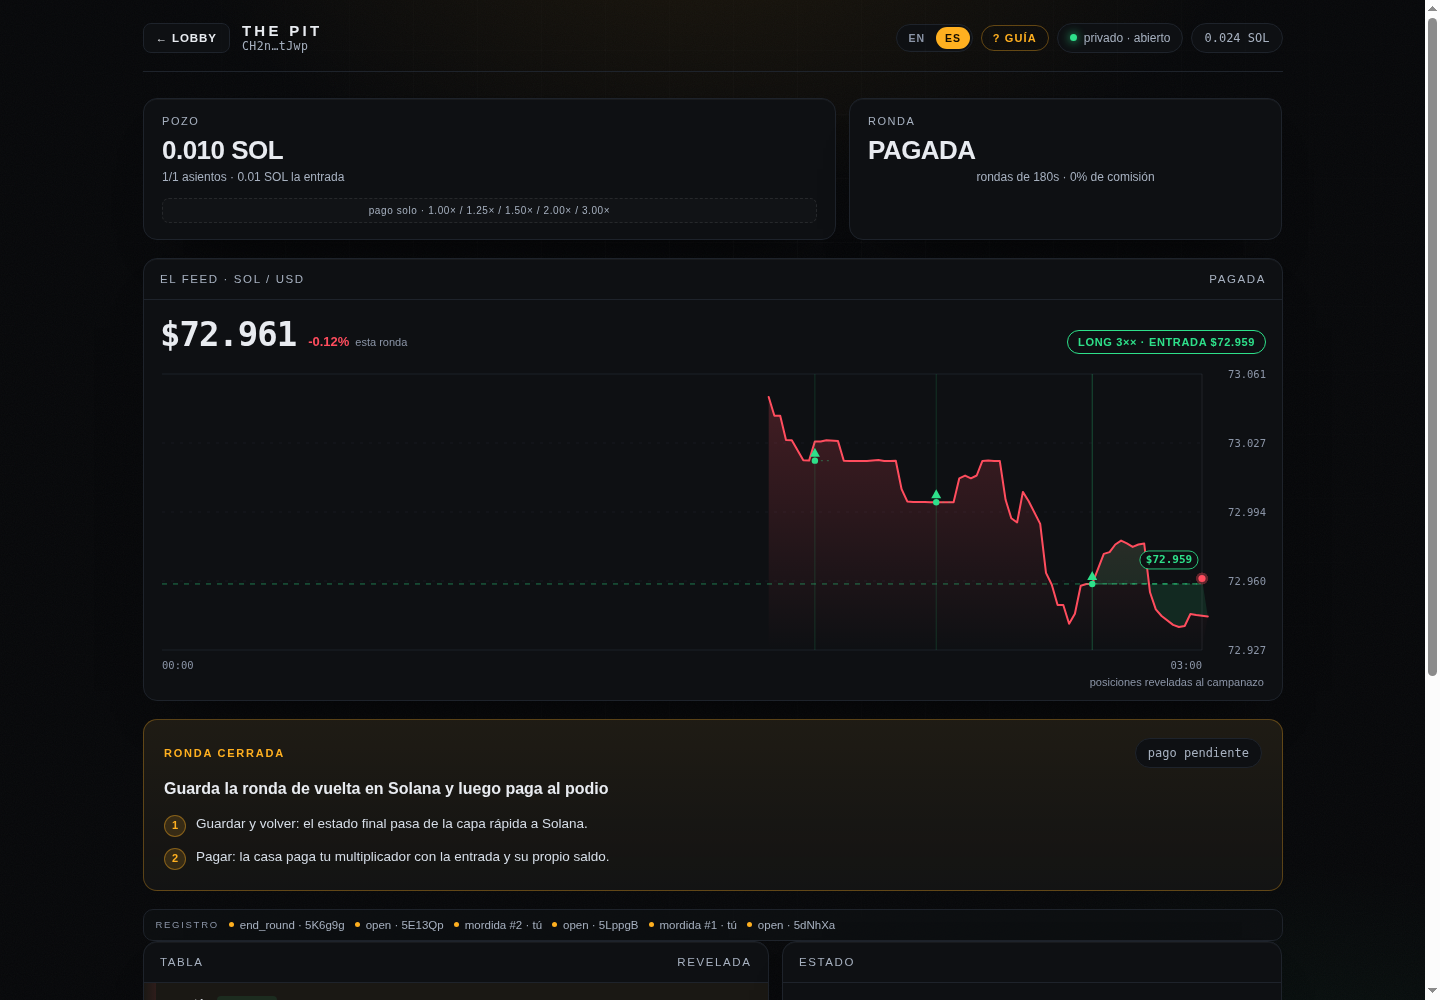 ← LOBBY
THE PIT
CH2n…tJwp
EN ES
? GUÍA
privado · abierto
0.024 SOL
POZO
0.010 SOL
1/1 asientos · 0.01 SOL la entrada
pago solo · 1.00× / 1.25× / 1.50× / 2.00× / 3.00×
RONDA
PAGADA
rondas de 180s · 0% de comisión
EL FEED · SOL / USD
PAGADA
$72.961 -0.12% esta ronda
LONG 3×× · ENTRADA $72.959
73.061
73.027
72.994
$72.959
72.960
72.927
00:00
03:00
posiciones reveladas al campanazo
RONDA CERRADA
pago pendiente
Guarda la ronda de vuelta en Solana y luego paga al podio
1 Guardar y volver: el estado final pasa de la capa rápida a Solana.
2 Pagar: la casa paga tu multiplicador con la entrada y su propio saldo.
REGISTRO end_round · 5K6g9g open · 5E13Qp mordida #2 · tú open · 5LppgB mordida #1 · tú open · 5dNhXa
TABLA
REVELADA
ESTADO